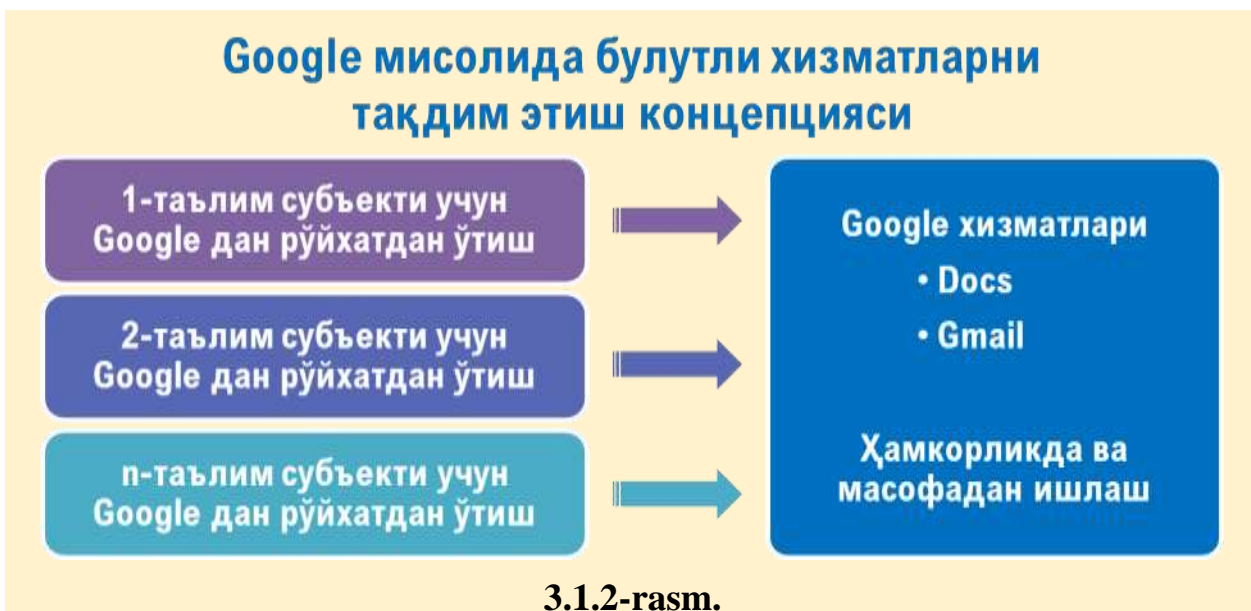 Google мисолида булутли хизматларни
тақдим этиш концепцияси
1-таълим субъекти учун
Google дан рўйхатдан ўтиш
2-таълим субъекти учун
Google дан рўйхатдан ўтиш
n-таълим субъекти учун
Google дан рўйхатдан ўтиш
Google хизматлари
• Docs
• Gmail
Ҳамкорликда ва
масофадан ишлаш
3.1.2-rasm.